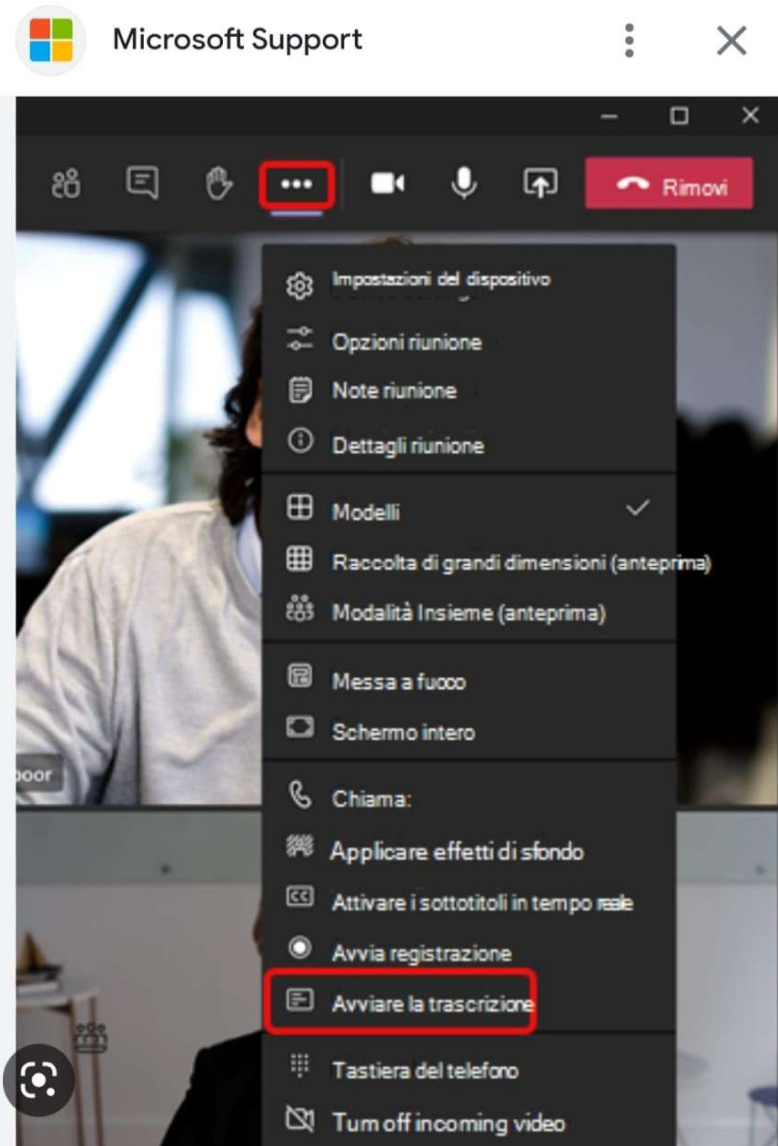 Microsoft Support
Rimovi
Impostazioni del dispositivo
Opzioni riunione
Note riunione
Dettagli riunione
Modelli
Raccolta di grandi dimensioni (anteprima)
Modalità Insieme (anteprima)
Messa a fuoco
Schermo intero
poor
Chiama:
Applicare effetti di sfondo
CC Attivare i sottotitoli in tempo reale
Avvia registrazione
Avviare la trascrizione
Tastiera del telefono
Turn off incoming video